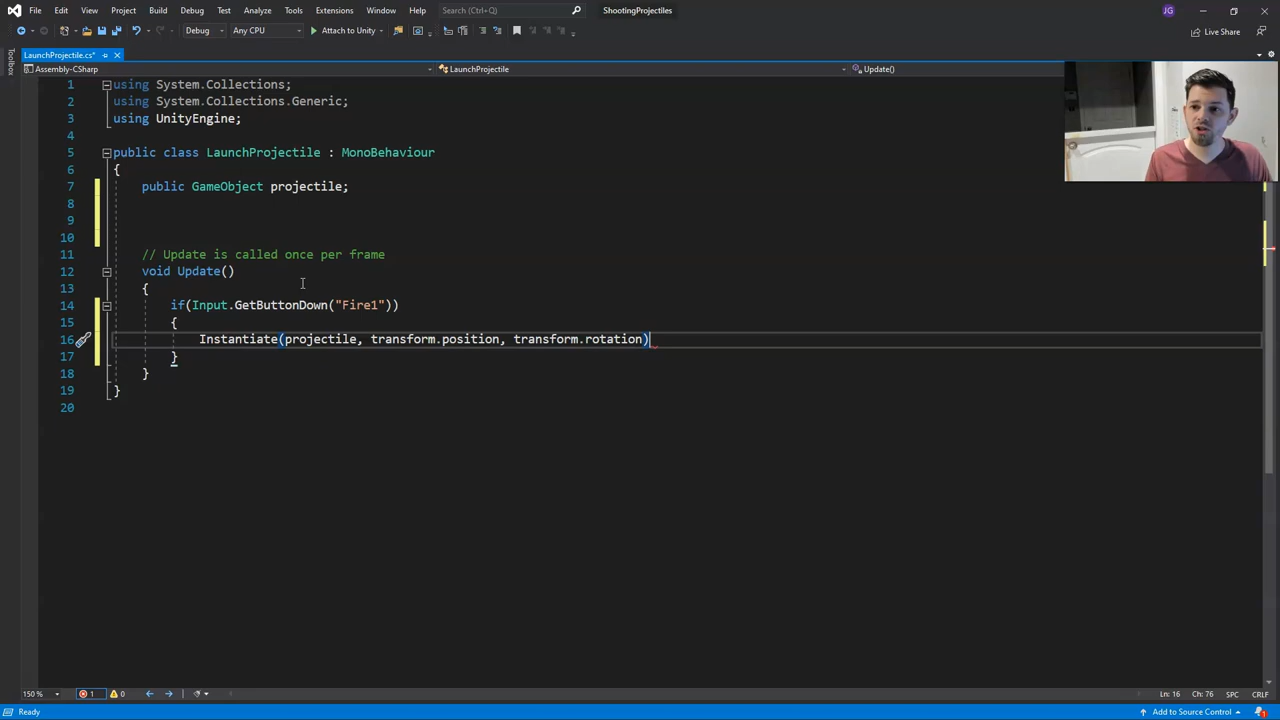 File Edit View Project Build Debug Test Analyze Tools Extensions Window Help Search (Ctrl+Q) ShootingProjectiles JG
Debug Any CPU Attach to Unity Live Share
LaunchProjectile.cs*
Toolbox
Assembly-CSharp LaunchProjectile Update()
1 using System.Collections;
2 using System.Collections.Generic;
3 using UnityEngine;
4
5 public class LaunchProjectile : MonoBehaviour
6 {
7 public GameObject projectile;
8
9
10
11 // Update is called once per frame
12 void Update()
13 {
14 if(Input.GetButtonDown("Fire1"))
15 {
16 Instantiate(projectile, transform.position, transform.rotation)
17 }
18 }
19 }
20
150 % 1 0 Ln: 16 Ch: 76 SPC CRLF
Ready Add to Source Control 1